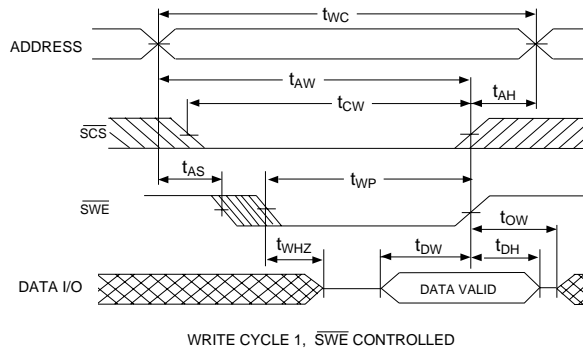 tWC
ADDRESS
tAW
tAH
tCW
SCS
tAS
tWP
SWE
tOW
tWHZ
tDW
tDH
DATA I/O
DATA VALID
WRITE CYCLE 1, SWE CONTROLLED